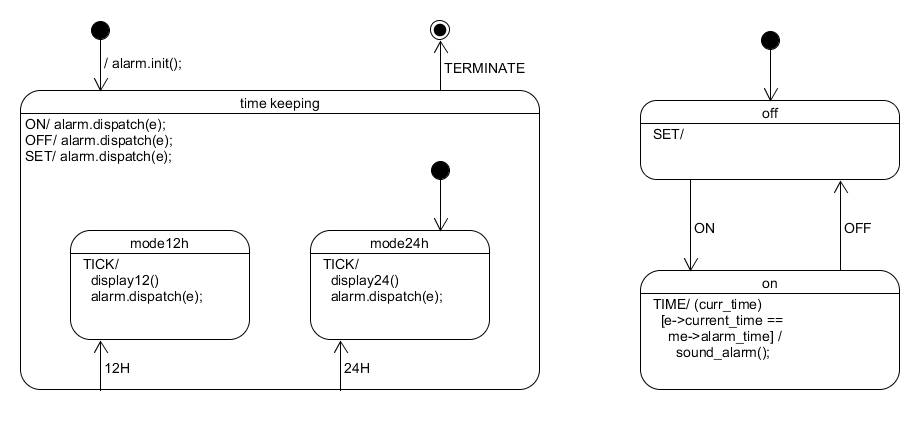 / alarm.init();
TERMINATE
time keeping
ON/ alarm.dispatch(e);
OFF/ alarm.dispatch(e);
SET/ alarm.dispatch(e);
mode12h
TICK/
display12()
alarm.dispatch(e);
12H
mode24h
TICK/
display24()
alarm.dispatch(e);
24H
off
SET/
ON
OFF
on
TIME/ (curr_time)
[e->current_time ==
me->alarm_time] /
sound_alarm();